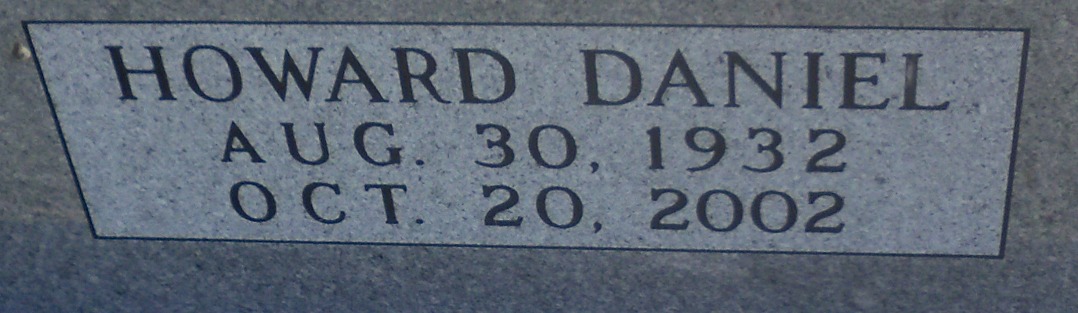 HOWARD DANIEL
AUG. 30, 1932
OCT. 20, 2002